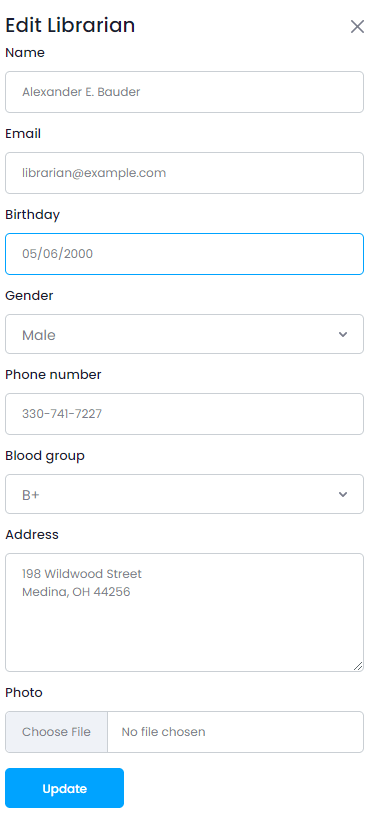 Edit Librarian
Name
Alexander E. Bauder
Email
librarian@example.com
Birthday
05/06/2000
Gender
Male
Phone number
330-741-7227
Blood group
B+
Address
198 Wildwood Street
Medina, OH 44256
Photo
Choose File No file chosen
Update